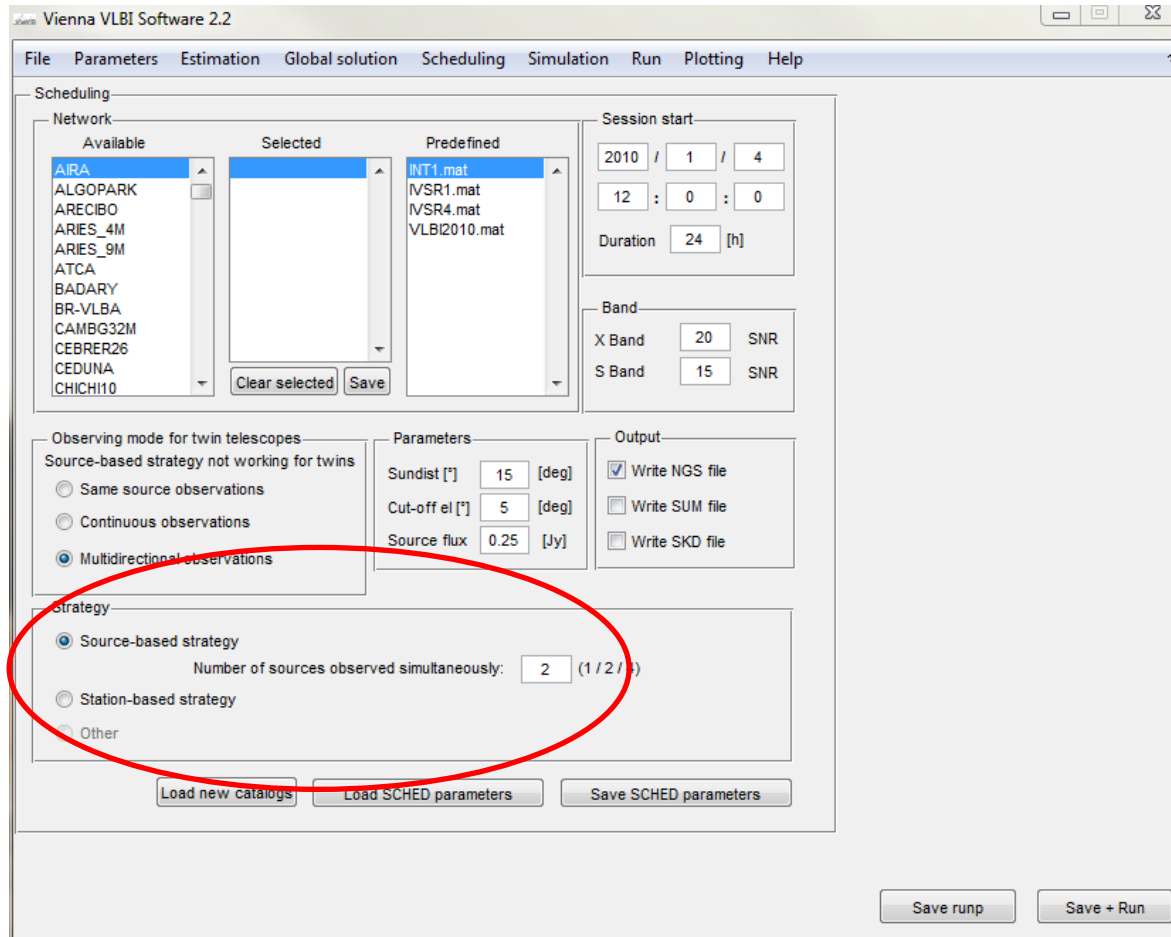 Vienna VLBI Software 2.2
File Parameters Estimation Global solution Scheduling Simulation Run Plotting Help
Scheduling
Network
Available Selected Predefined
AIRA
ALGOPARK
ARECIBO
ARIES_4M
ARIES_9M
ATCA
BADARY
BR-VLBA
CAMBG32M
CEBRER26
CEDUNA
CHICHI10
Clear selected Save
INT1.mat
IVSR1.mat
IVSR4.mat
VLBI2010.mat
Session start
2010 / 1 / 4
12 : 0 : 0
Duration 24 [h]
Band
X Band 20 SNR
S Band 15 SNR
Observing mode for twin telescopes
Source-based strategy not working for twins
Same source observations
Continuous observations
Multidirectional observations
Parameters
Sundist [°] 15 [deg]
Cut-off el [°] 5 [deg]
Source flux 0.25 [Jy]
Output
Write NGS file
Write SUM file
Write SKD file
Strategy
Source-based strategy
Number of sources observed simultaneously: 2 (1 / 2 / 4)
Station-based strategy
Other
Load new catalogs Load SCHED parameters Save SCHED parameters
Save runp Save + Run